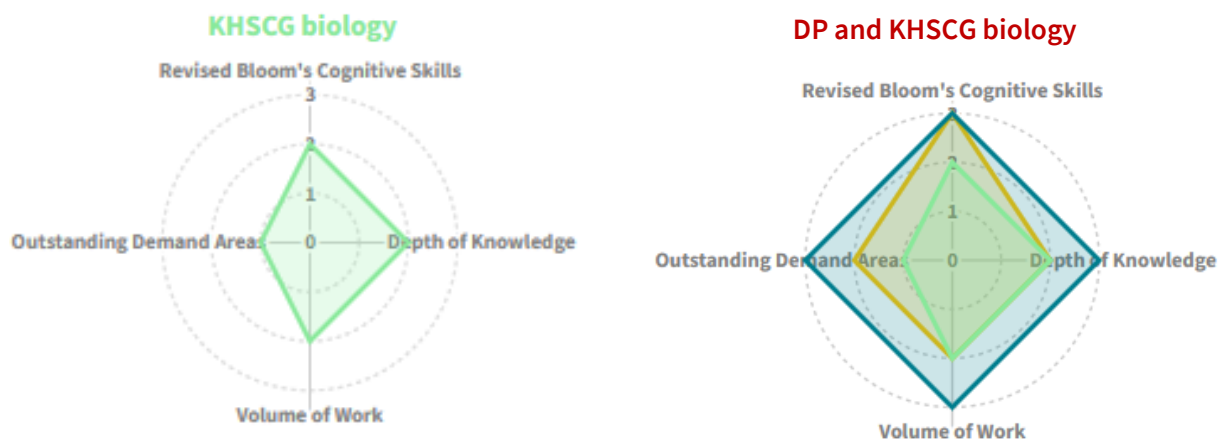 KHSCG biology
Revised Bloom's Cognitive Skills
3
2
1
Outstanding Demand Areas
0
Depth of Knowledge
Volume of Work
DP and KHSCG biology
Revised Bloom's Cognitive Skills
3
2
1
Outstanding Demand Areas
0
Depth of Knowledge
Volume of Work